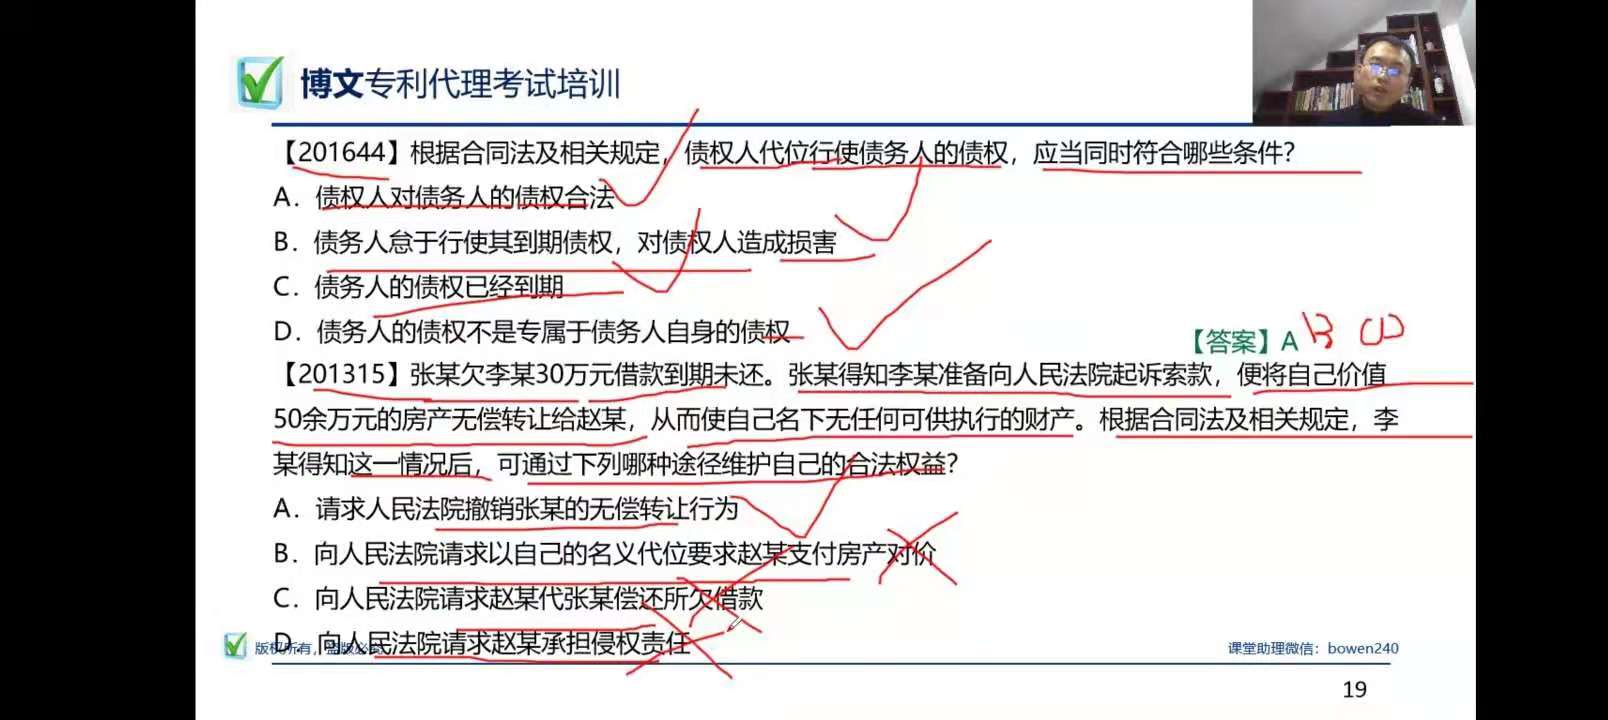 博文专利代理考试培训
【201644】根据合同法及相关规定，债权人代位行使债务人的债权，应当同时符合哪些条件？
A．债权人对债务人的债权合法
B．债务人怠于行使其到期债权，对债权人造成损害
C．债务人的债权已经到期
D．债务人的债权不是专属于债务人自身的债权
【答案】A B CD
【201315】张某欠李某30万元借款到期未还。张某得知李某准备向人民法院起诉索款，便将自己价值
50余万元的房产无偿转让给赵某，从而使自己名下无任何可供执行的财产。根据合同法及相关规定，李
某得知这一情况后，可通过下列哪种途径维护自己的合法权益？
A．请求人民法院撤销张某的无偿转让行为
B．向人民法院请求以自己的名义代位要求赵某支付房产对价
C．向人民法院请求赵某代张某偿还所欠借款
D．向人民法院请求赵某承担侵权责任
版权所有，盗版必究
课堂助理微信：bowen240
19